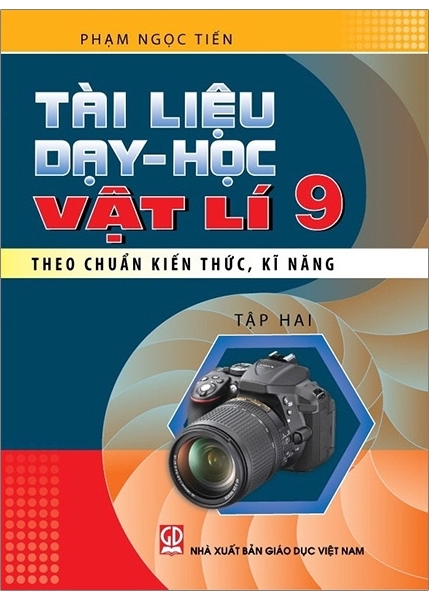 PHẠM NGỌC TIẾN
TÀI LIỆU
DẠY-HỌC
VẬT LÍ 9
THEO CHUẨN KIẾN THỨC, KĨ NĂNG
TẬP HAI
GD
NHÀ XUẤT BẢN GIÁO DỤC VIỆT NAM